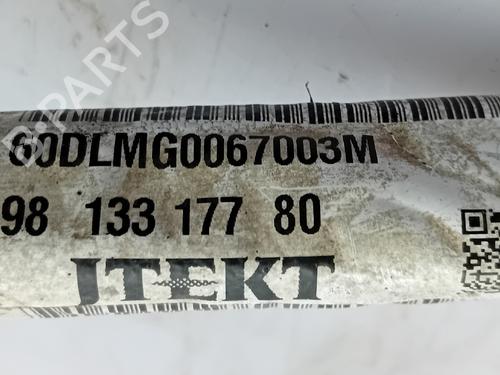 60DLMG0067003M
98 133 177 80
JTEKT
B-PARTS